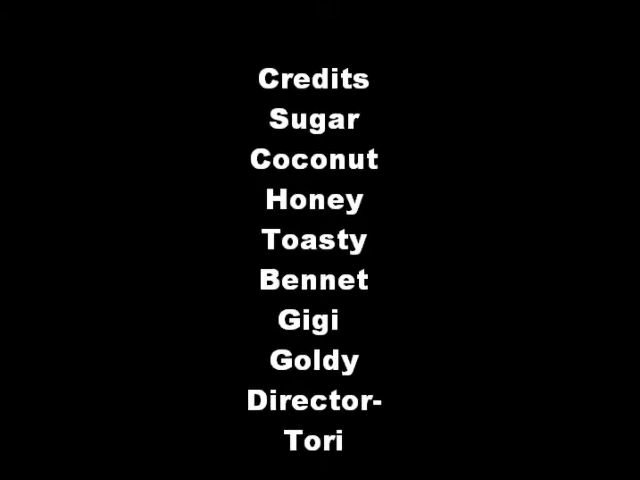 Credits
Sugar
Coconut
Honey
Toasty
Bennet
Gigi
Goldy
Director-
Tori